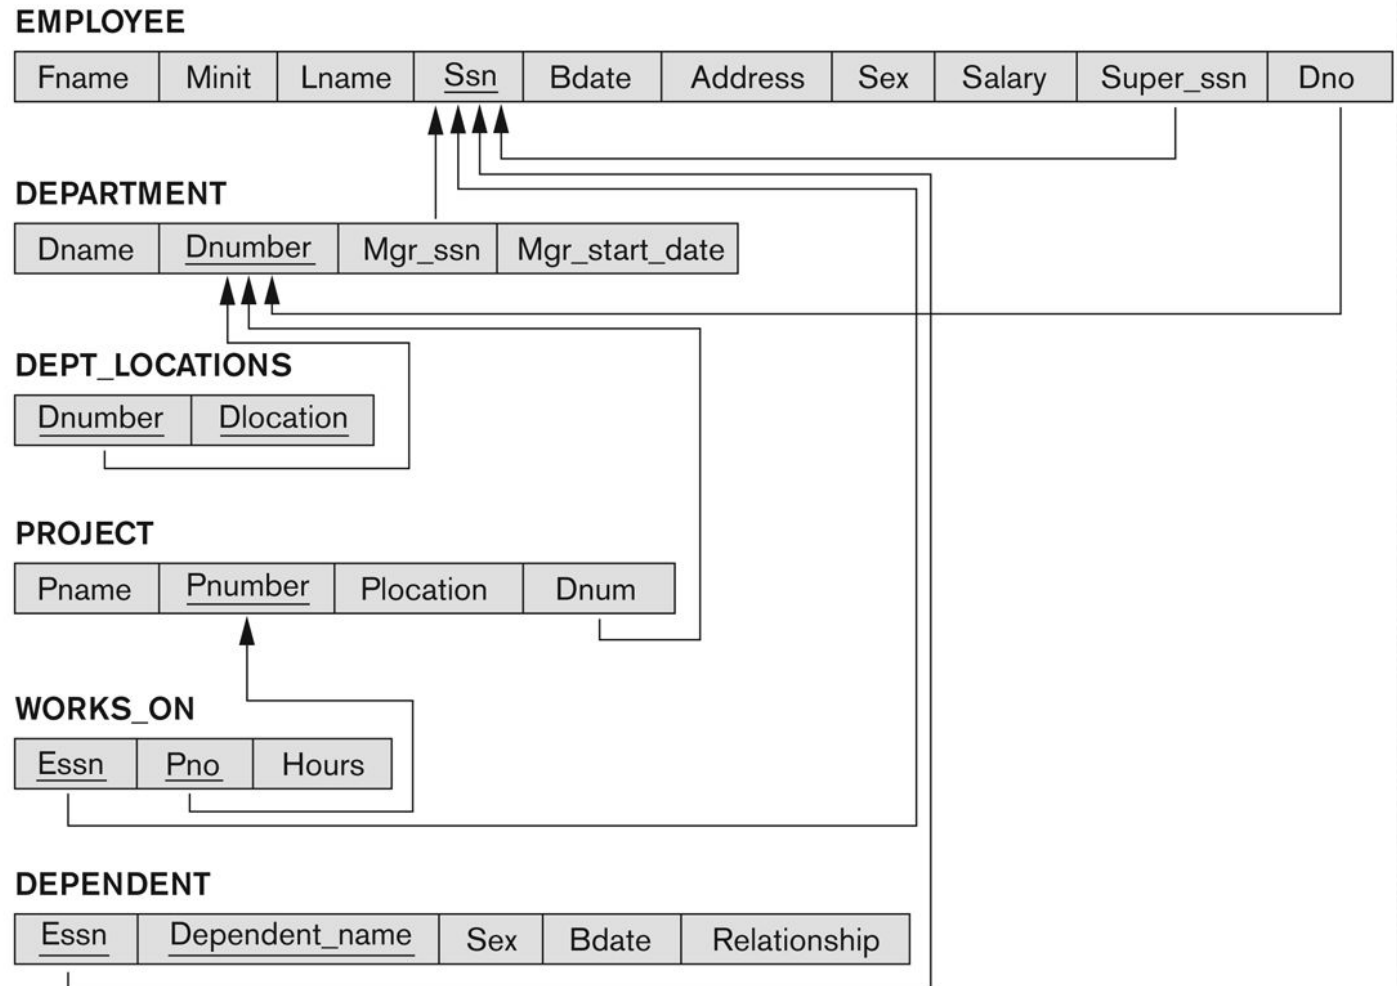 EMPLOYEE
Fname Minit Lname Ssn Bdate Address Sex Salary Super_ssn Dno
DEPARTMENT
Dname Dnumber Mgr_ssn Mgr_start_date
DEPT_LOCATIONS
Dnumber Dlocation
PROJECT
Pname Pnumber Plocation Dnum
WORKS_ON
Essn Pno Hours
DEPENDENT
Essn Dependent_name Sex Bdate Relationship